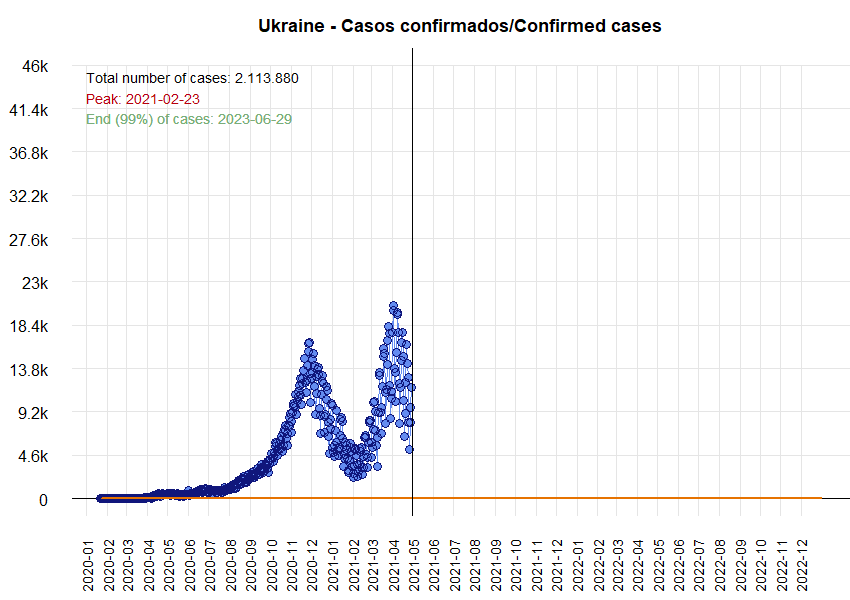 Ukraine - Casos confirmados/Confirmed cases
Total number of cases: 2.113.880
Peak: 2021-02-23
End (99%) of cases: 2023-06-29
46k
41.4k
36.8k
32.2k
27.6k
23k
18.4k
13.8k
9.2k
4.6k
0
2020-01
2020-02
2020-03
2020-04
2020-05
2020-06
2020-07
2020-08
2020-09
2020-10
2020-11
2020-12
2021-01
2021-02
2021-03
2021-04
2021-05
2021-06
2021-07
2021-08
2021-09
2021-10
2021-11
2021-12
2022-01
2022-02
2022-03
2022-04
2022-05
2022-06
2022-07
2022-08
2022-09
2022-10
2022-11
2022-12